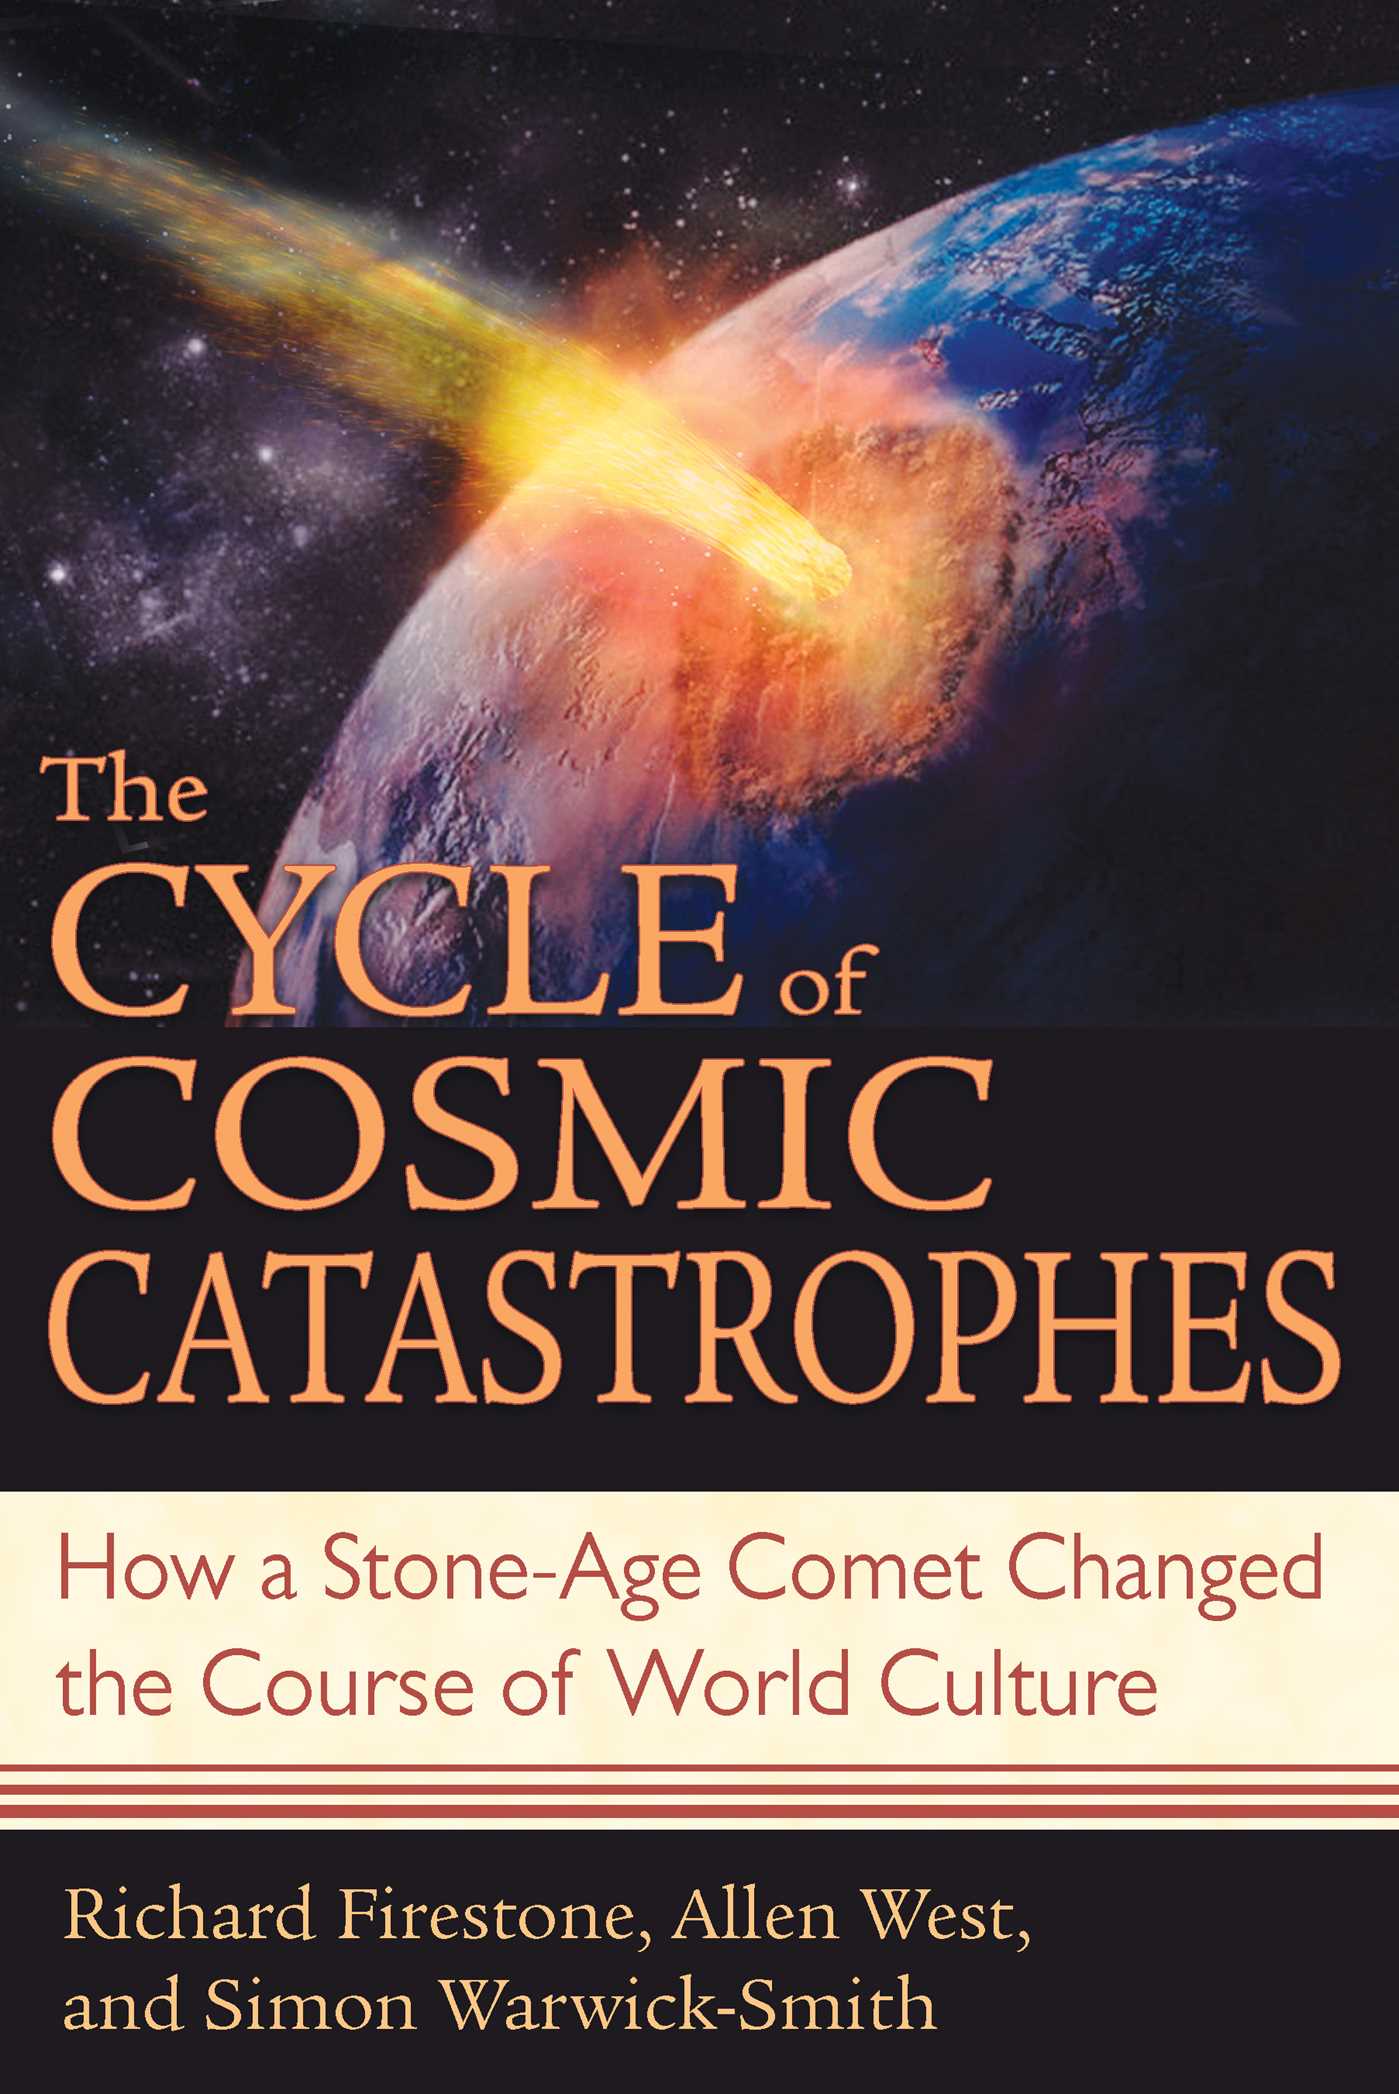 The
CYCLE of
COSMIC
CATASTROPHES
How a Stone-Age Comet Changed
the Course of World Culture
Richard Firestone, Allen West,
and Simon Warwick-Smith